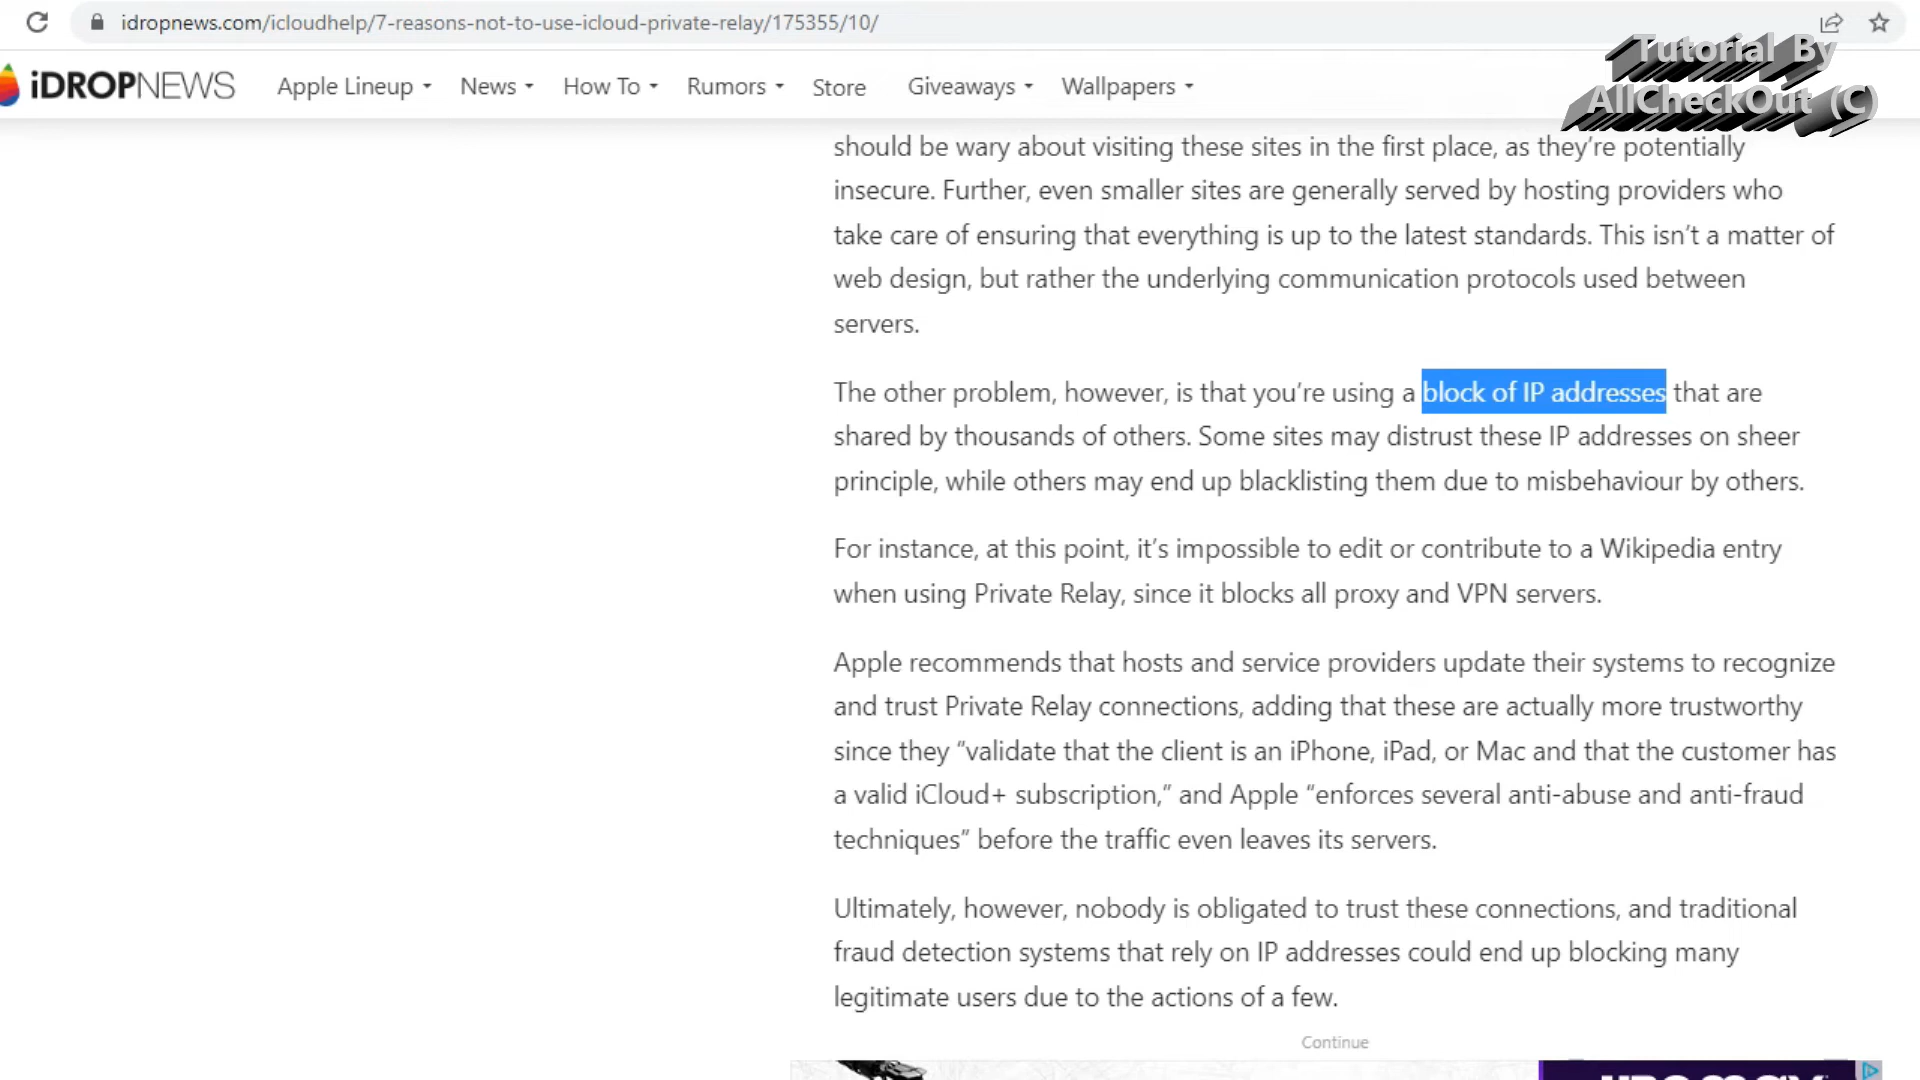 idropnews.com/icloudhelp/7-reasons-not-to-use-icloud-private-relay/175355/10/
Tutorial By
AllCheckOut (C)
iDROPNEWS Apple Lineup News How To Rumors Store Giveaways Wallpapers
should be wary about visiting these sites in the first place, as they’re potentially
insecure. Further, even smaller sites are generally served by hosting providers who
take care of ensuring that everything is up to the latest standards. This isn’t a matter of
web design, but rather the underlying communication protocols used between
servers.
The other problem, however, is that you’re using a block of IP addresses that are
shared by thousands of others. Some sites may distrust these IP addresses on sheer
principle, while others may end up blacklisting them due to misbehaviour by others.
For instance, at this point, it’s impossible to edit or contribute to a Wikipedia entry
when using Private Relay, since it blocks all proxy and VPN servers.
Apple recommends that hosts and service providers update their systems to recognize
and trust Private Relay connections, adding that these are actually more trustworthy
since they “validate that the client is an iPhone, iPad, or Mac and that the customer has
a valid iCloud+ subscription,” and Apple “enforces several anti-abuse and anti-fraud
techniques” before the traffic even leaves its servers.
Ultimately, however, nobody is obligated to trust these connections, and traditional
fraud detection systems that rely on IP addresses could end up blocking many
legitimate users due to the actions of a few.
Continue